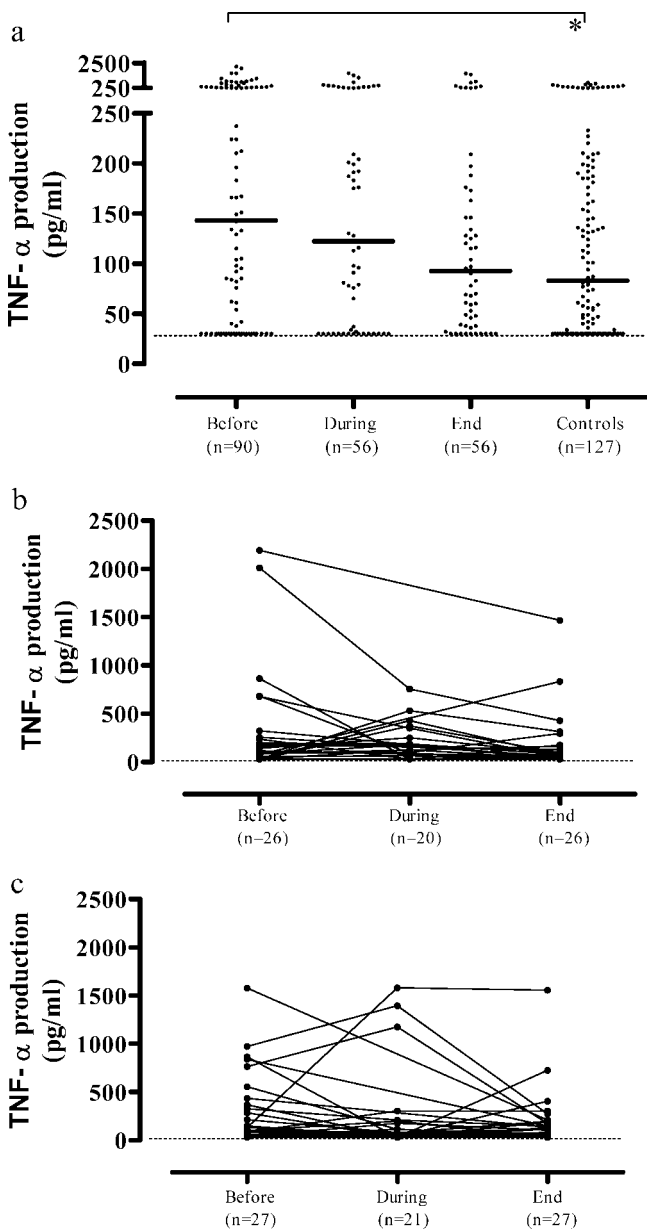 a
*
2500
250
250
200
150
100
50
0
TNF- α production
(pg/ml)
Before During End Controls
(n=90) (n=56) (n=56) (n=127)
b
2500
2000
1500
1000
500
0
TNF- α production
(pg/ml)
Before During End
(n–26) (n–20) (n–26)
c
2500
2000
1500
1000
500
0
TNF- α production
(pg/ml)
Before During End
(n=27) (n=21) (n=27)